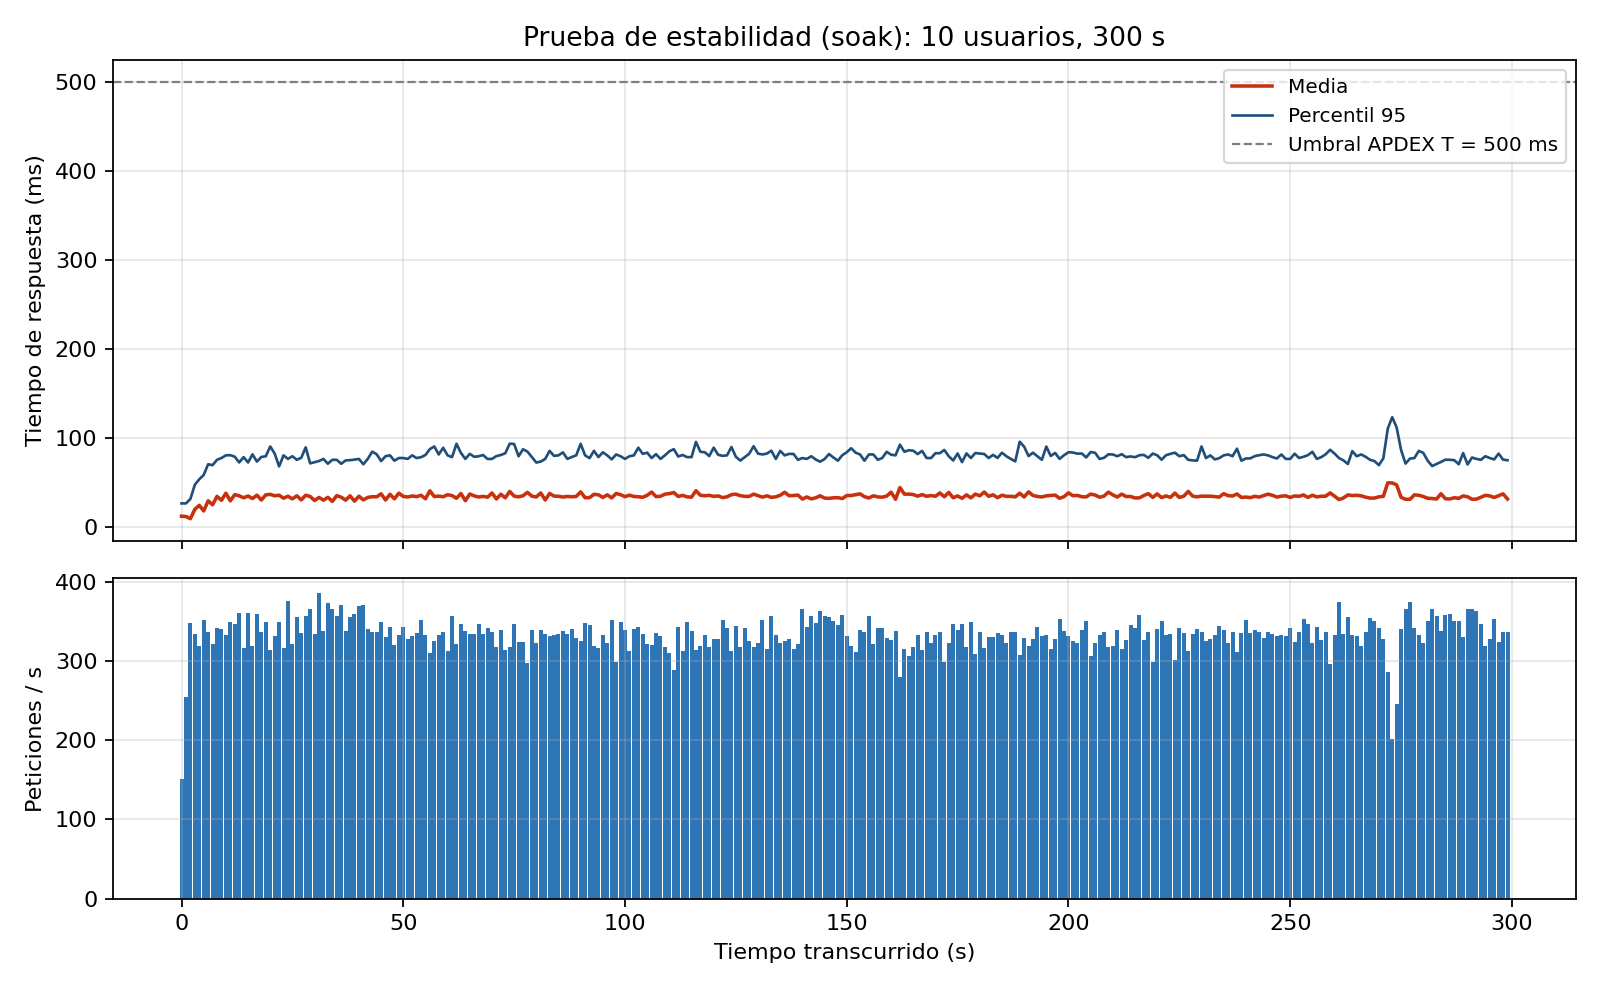 Prueba de estabilidad (soak): 10 usuarios, 300 s
Media
Percentil 95
Umbral APDEX T = 500 ms
Tiempo de respuesta (ms)
500
400
300
200
100
0
Peticiones / s
400
300
200
100
0
0 50 100 150 200 250 300
Tiempo transcurrido (s)